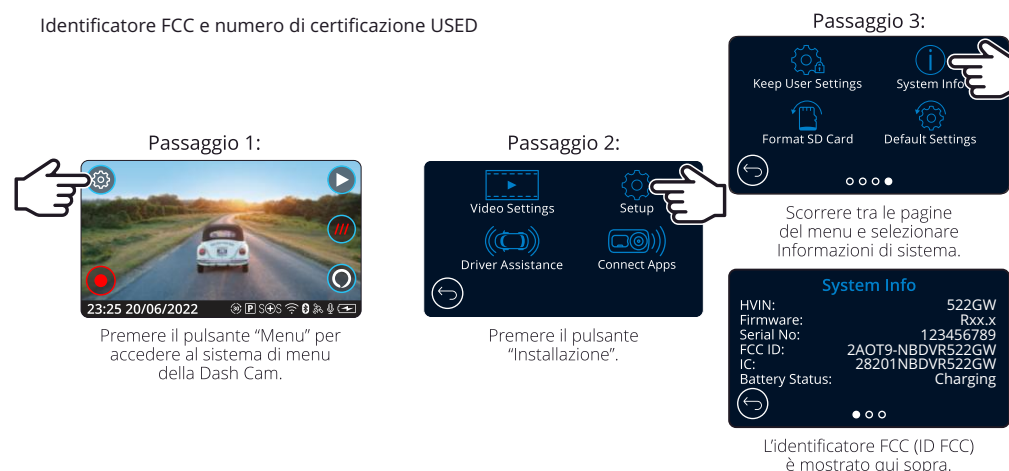 Identificatore FCC e numero di certificazione USED
Passaggio 1:
23:25 20/06/2022
P SOS
Premere il pulsante “Menu” per
accedere al sistema di menu
della Dash Cam.
Passaggio 2:
Video Settings
Setup
Driver Assistance
Connect Apps
Premere il pulsante
“Installazione”.
Passaggio 3:
Keep User Settings
System Info
Format SD Card
Default Settings
Scorrere tra le pagine
del menu e selezionare
Informazioni di sistema.
System Info
HVIN: 522GW
Firmware: Rxx.x
Serial No: 123456789
FCC ID: 2AOT9-NBDVR522GW
IC: 28201NBDVR522GW
Battery Status: Charging
L’identificatore FCC (ID FCC)
è mostrato qui sopra.